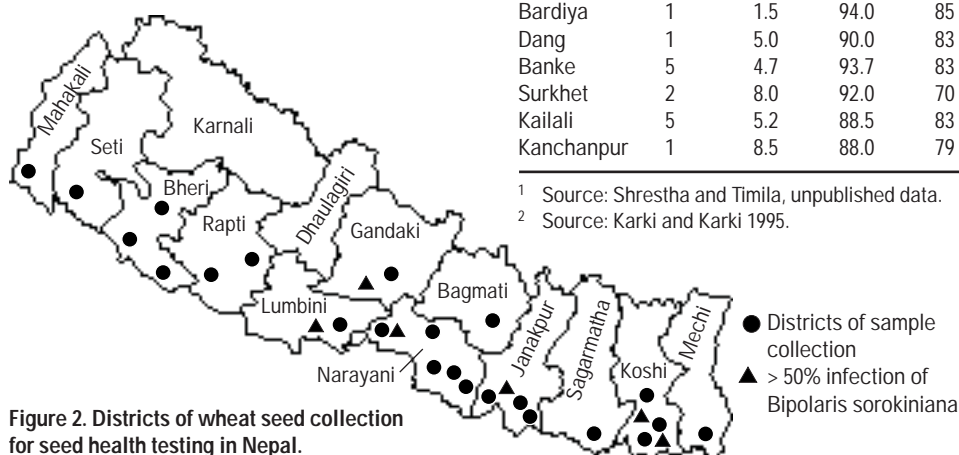 Bardiya 1 1.5 94.0 85
Dang 1 5.0 90.0 83
Banke 5 4.7 93.7 83
Surkhet 2 8.0 92.0 70
Kailali 5 5.2 88.5 83
Kanchanpur 1 8.5 88.0 79
1 Source: Shrestha and Timila, unpublished data.
2 Source: Karki and Karki 1995.
Mahakali
Seti
Karnali
Bheri
Rapti
Dhaulagiri
Gandaki
Lumbini
Bagmati
Narayani
Janakpur
Sagarmatha
Koshi
Mechi
Districts of sample
collection
> 50% infection of
Bipolaris sorokiniana
Figure 2. Districts of wheat seed collection
for seed health testing in Nepal.